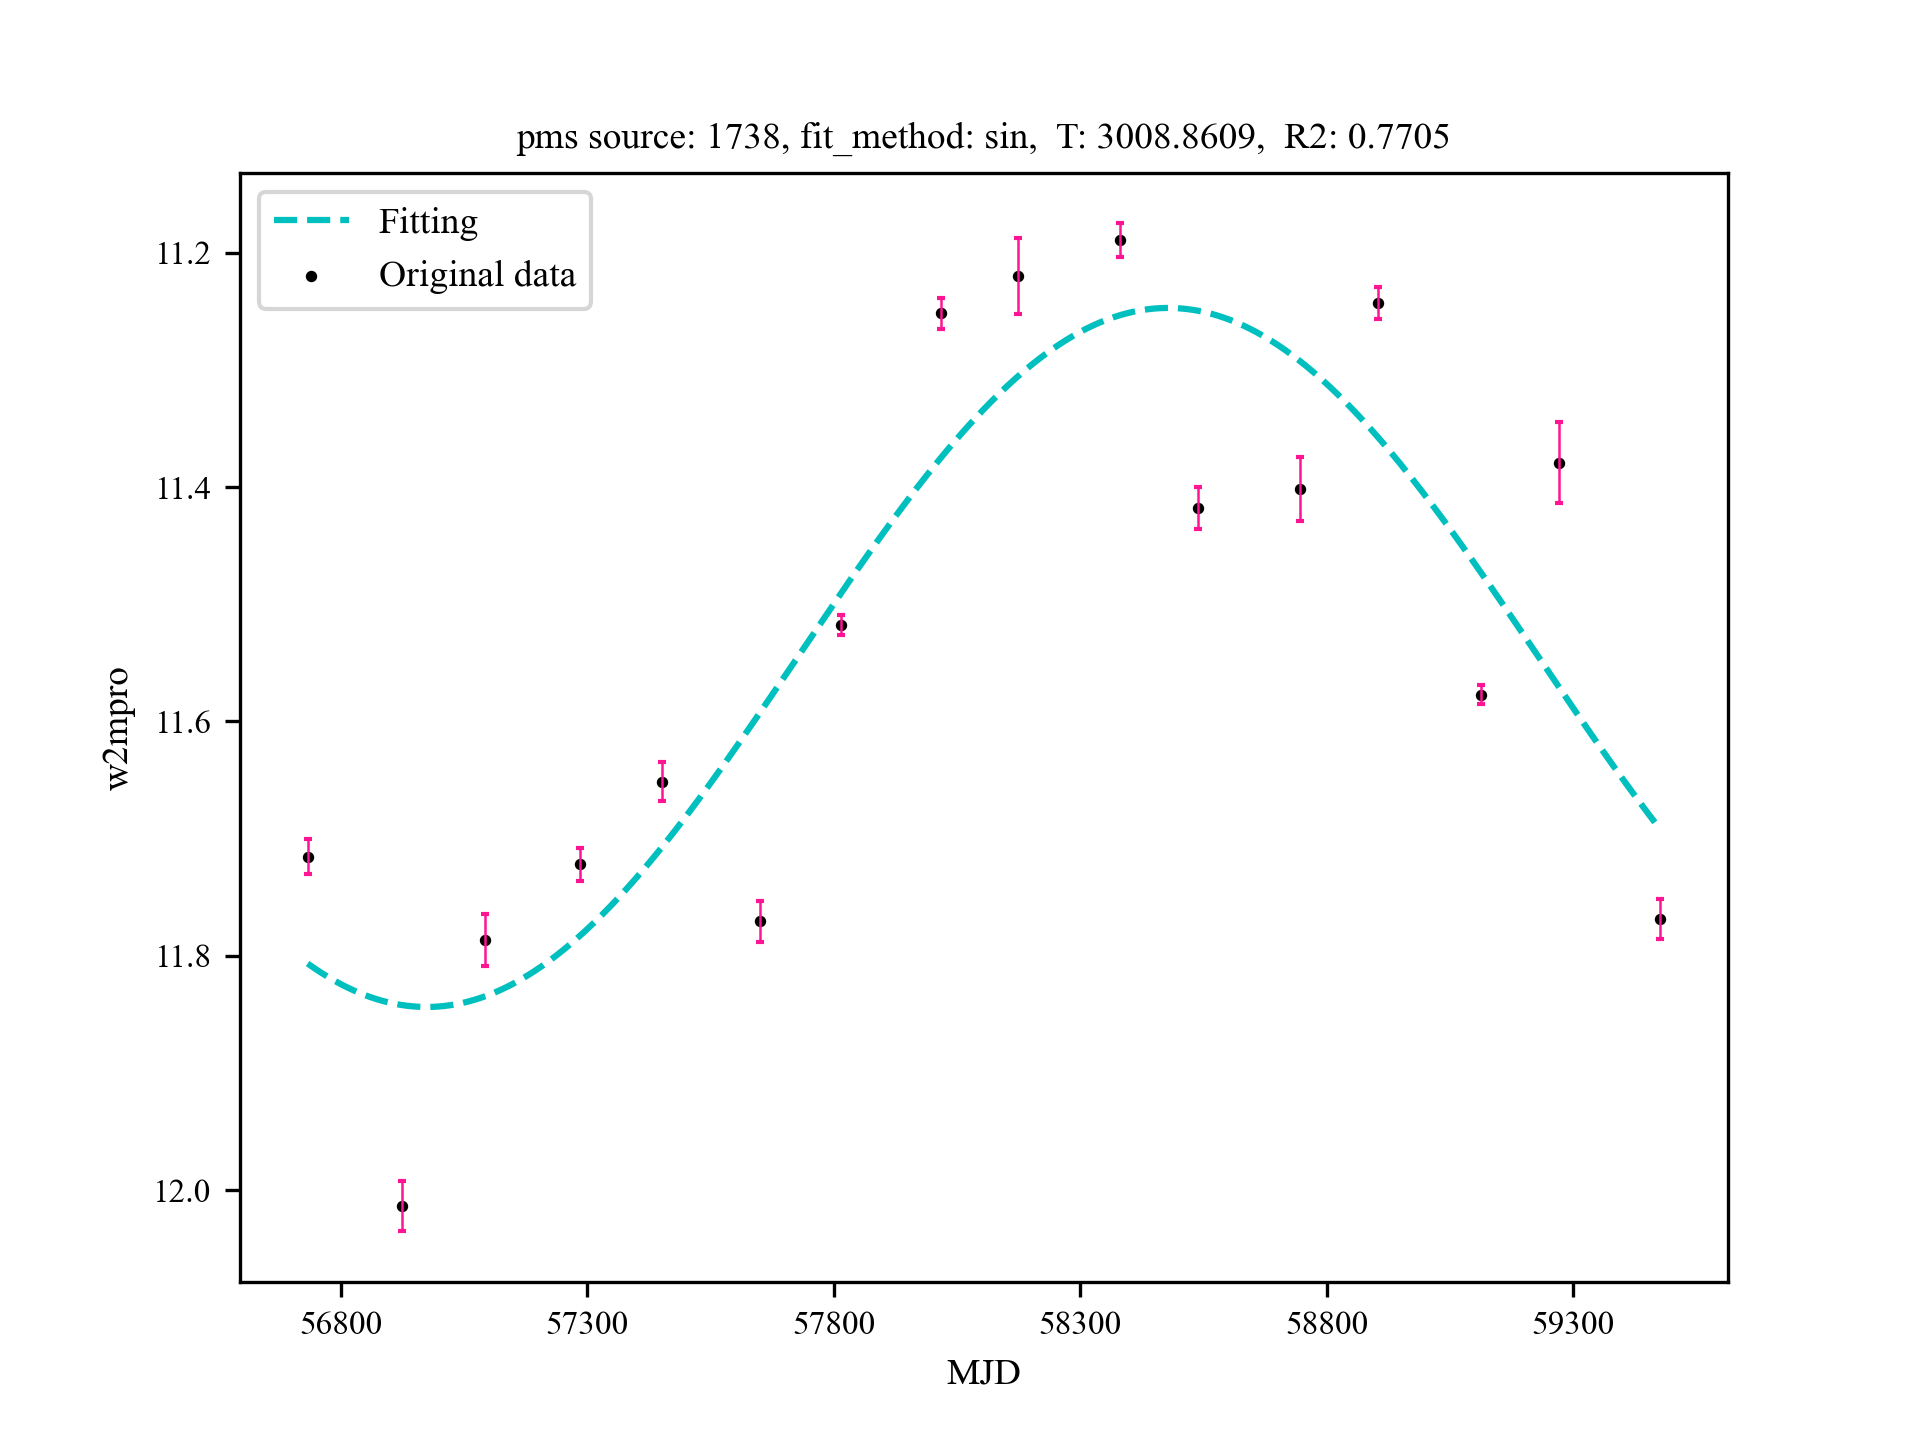 pms source: 1738, fit_method: sin,  T: 3008.8609,  R2: 0.7705
Fitting
Original data
11.2
11.4
11.6
11.8
12.0
w2mpro
56800 57300 57800 58300 58800 59300
MJD